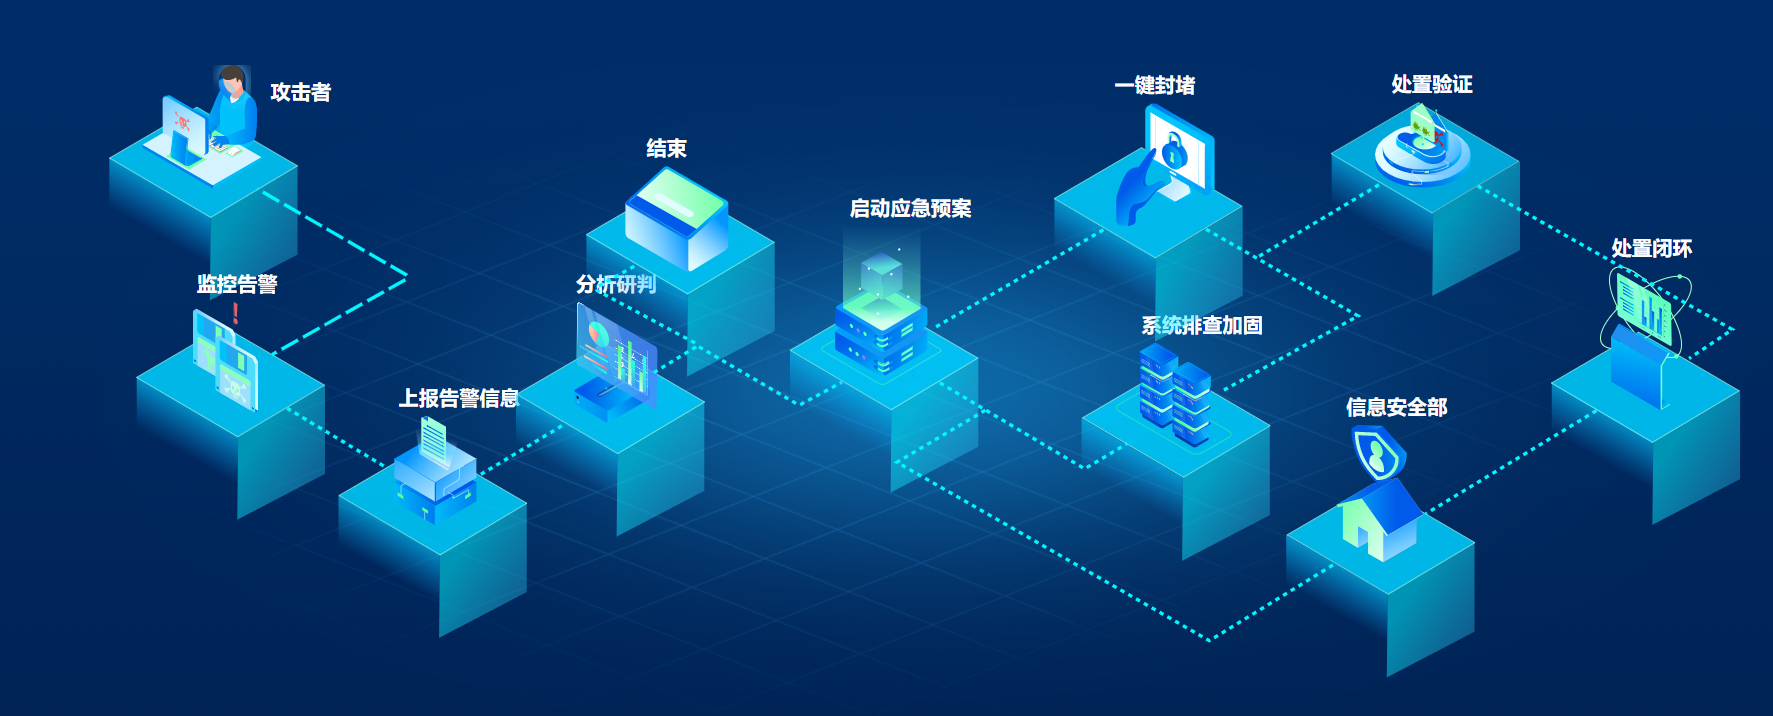 攻击者
监控告警
上报告警信息
分析研判
结束
启动应急预案
一键封堵
系统排查加固
处置验证
信息安全部
处置闭环